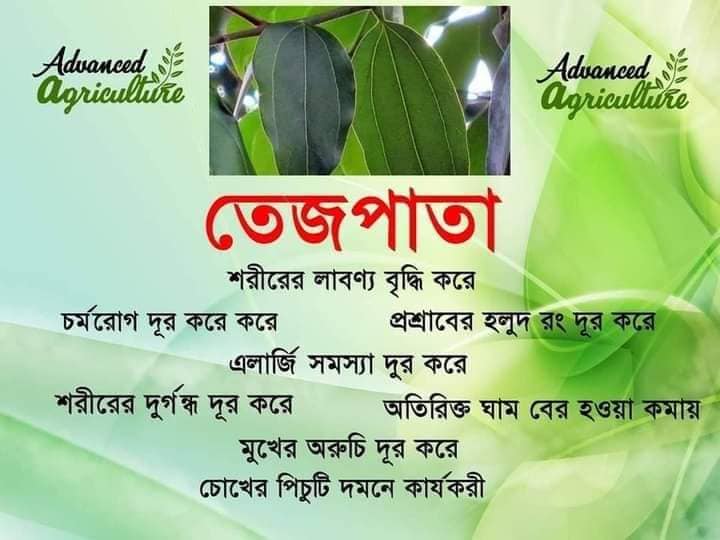 Advanced Agriculture
Advanced Agriculture
তেজপাতা
শরীরের লাবণ্য বৃদ্ধি করে
চর্মরোগ দূর করে করে
প্রশ্রাবের হলুদ রং দূর করে
এলার্জি সমস্যা দুর করে
শরীরের দুর্গন্ধ দূর করে
অতিরিক্ত ঘাম বের হওয়া কমায়
মুখের অরুচি দূর করে
চোখের পিচুটি দমনে কার্যকরী